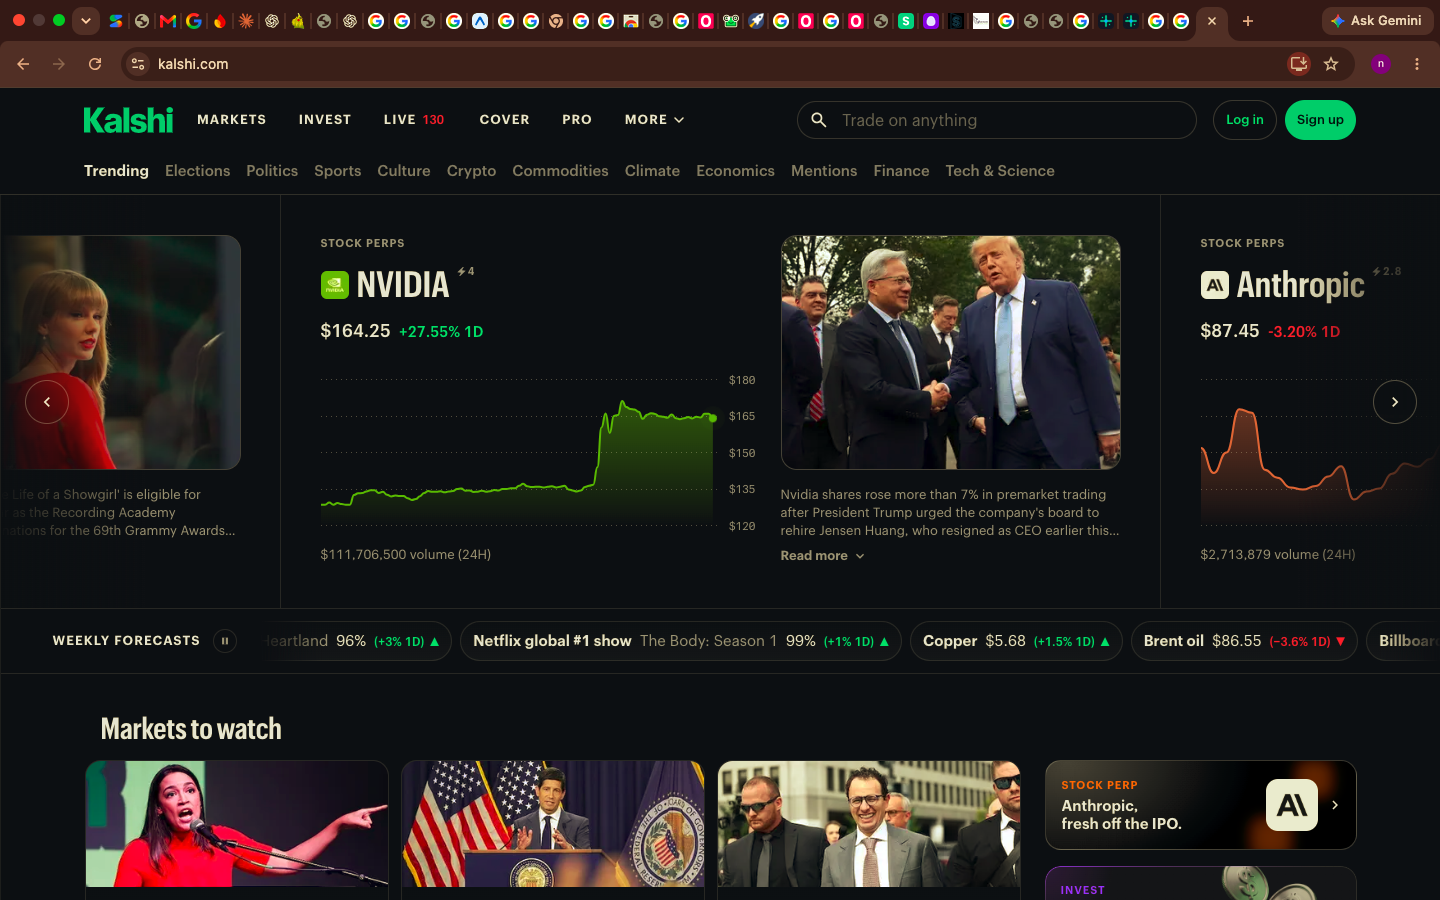 Ask Gemini
kalshi.com
n
Kalshi
MARKETS
INVEST
LIVE 130
COVER
PRO
MORE
Trade on anything
Log in
Sign up
Trending
Elections
Politics
Sports
Culture
Crypto
Commodities
Climate
Economics
Mentions
Finance
Tech & Science
Life of a Showgirl' is eligible for
as the Recording Academy
nations for the 69th Grammy Awards...
STOCK PERPS
NVIDIA
NVIDIA 4
$164.25 +27.55% 1D
$180
$165
$150
$135
$120
$111,706,500 volume (24H)
Nvidia shares rose more than 7% in premarket trading
after President Trump urged the company's board to
rehire Jensen Huang, who resigned as CEO earlier this...
Read more
STOCK PERPS
AI Anthropic 2.8
$87.45 -3.20% 1D
$2,713,879 volume (24H)
WEEKLY FORECASTS
Heartland 96% (+3% 1D) ▲
Netflix global #1 show The Body: Season 1 99% (+1% 1D) ▲
Copper $5.68 (+1.5% 1D) ▲
Brent oil $86.55 (−3.6% 1D) ▼
Billboar
Markets to watch
STOCK PERP
Anthropic,
fresh off the IPO.
AI
INVEST